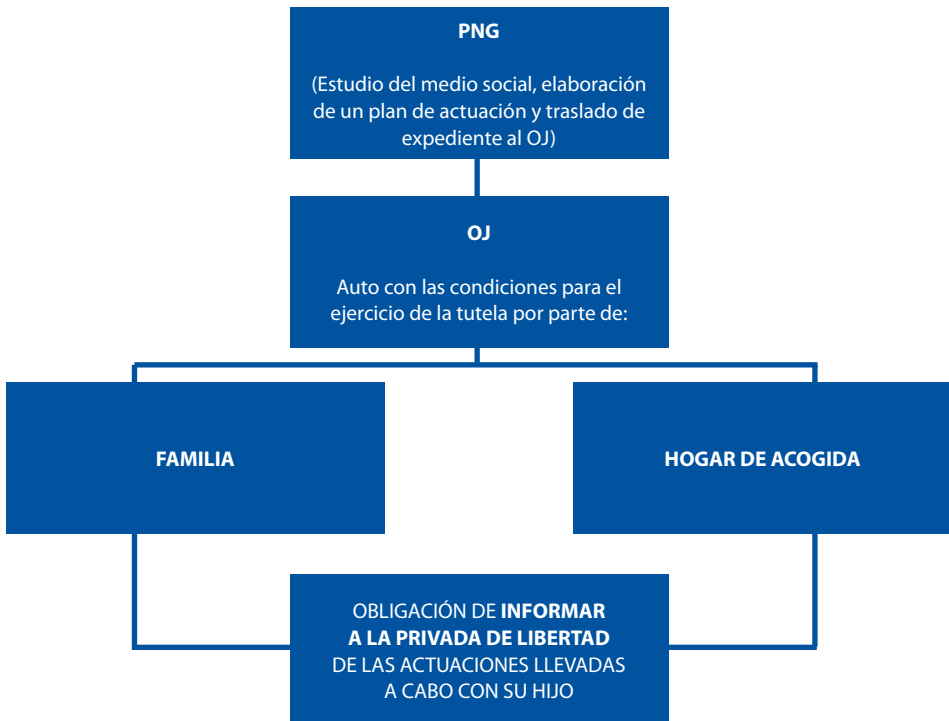 PNG
(Estudio del medio social, elaboración
de un plan de actuación y traslado de
expediente al OJ)
OJ
Auto con las condiciones para el
ejercicio de la tutela por parte de:
FAMILIA
HOGAR DE ACOGIDA
OBLIGACIÓN DE INFORMAR
A LA PRIVADA DE LIBERTAD
DE LAS ACTUACIONES LLEVADAS
A CABO CON SU HIJO